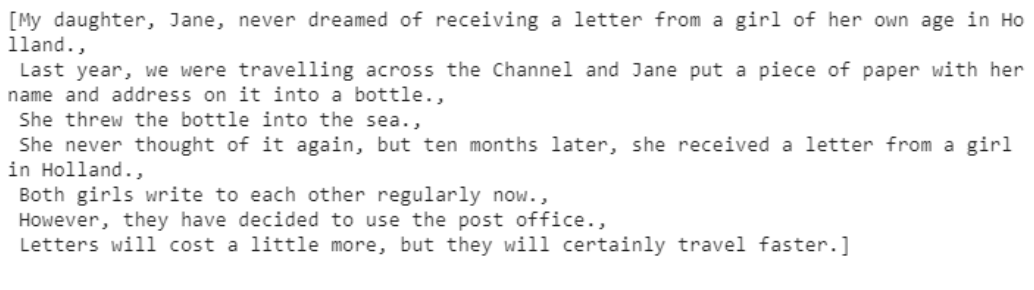 [My daughter, Jane, never dreamed of receiving a letter from a girl of her own age in Ho
lland.,
 Last year, we were travelling across the Channel and Jane put a piece of paper with her
name and address on it into a bottle.,
 She threw the bottle into the sea.,
 She never thought of it again, but ten months later, she received a letter from a girl
in Holland.,
 Both girls write to each other regularly now.,
 However, they have decided to use the post office.,
 Letters will cost a little more, but they will certainly travel faster.]